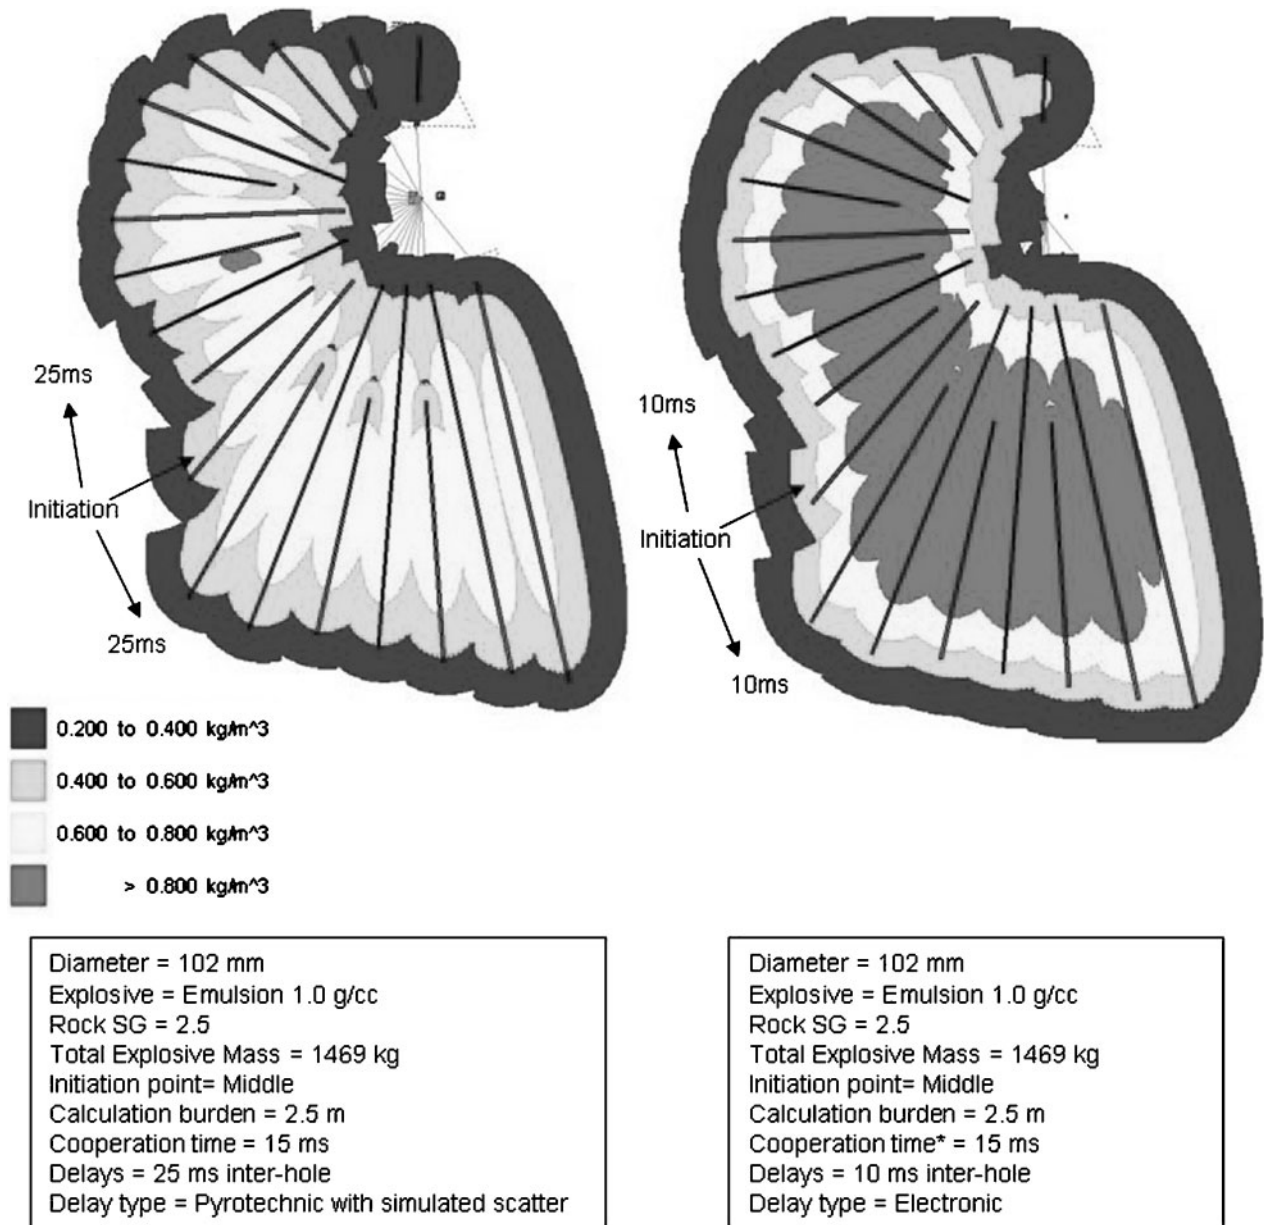 25ms
Initiation
25ms
10ms
Initiation
10ms
0.200 to 0.400 kg/m^3
0.400 to 0.600 kg/m^3
0.600 to 0.800 kg/m^3
> 0.800 kg/m^3
Diameter = 102 mm
Explosive = Emulsion 1.0 g/cc
Rock SG = 2.5
Total Explosive Mass = 1469 kg
Initiation point= Middle
Calculation burden = 2.5 m
Cooperation time = 15 ms
Delays = 25 ms inter-hole
Delay type = Pyrotechnic with simulated scatter
Diameter = 102 mm
Explosive = Emulsion 1.0 g/cc
Rock SG = 2.5
Total Explosive Mass = 1469 kg
Initiation point= Middle
Calculation burden = 2.5 m
Cooperation time* = 15 ms
Delays = 10 ms inter-hole
Delay type = Electronic